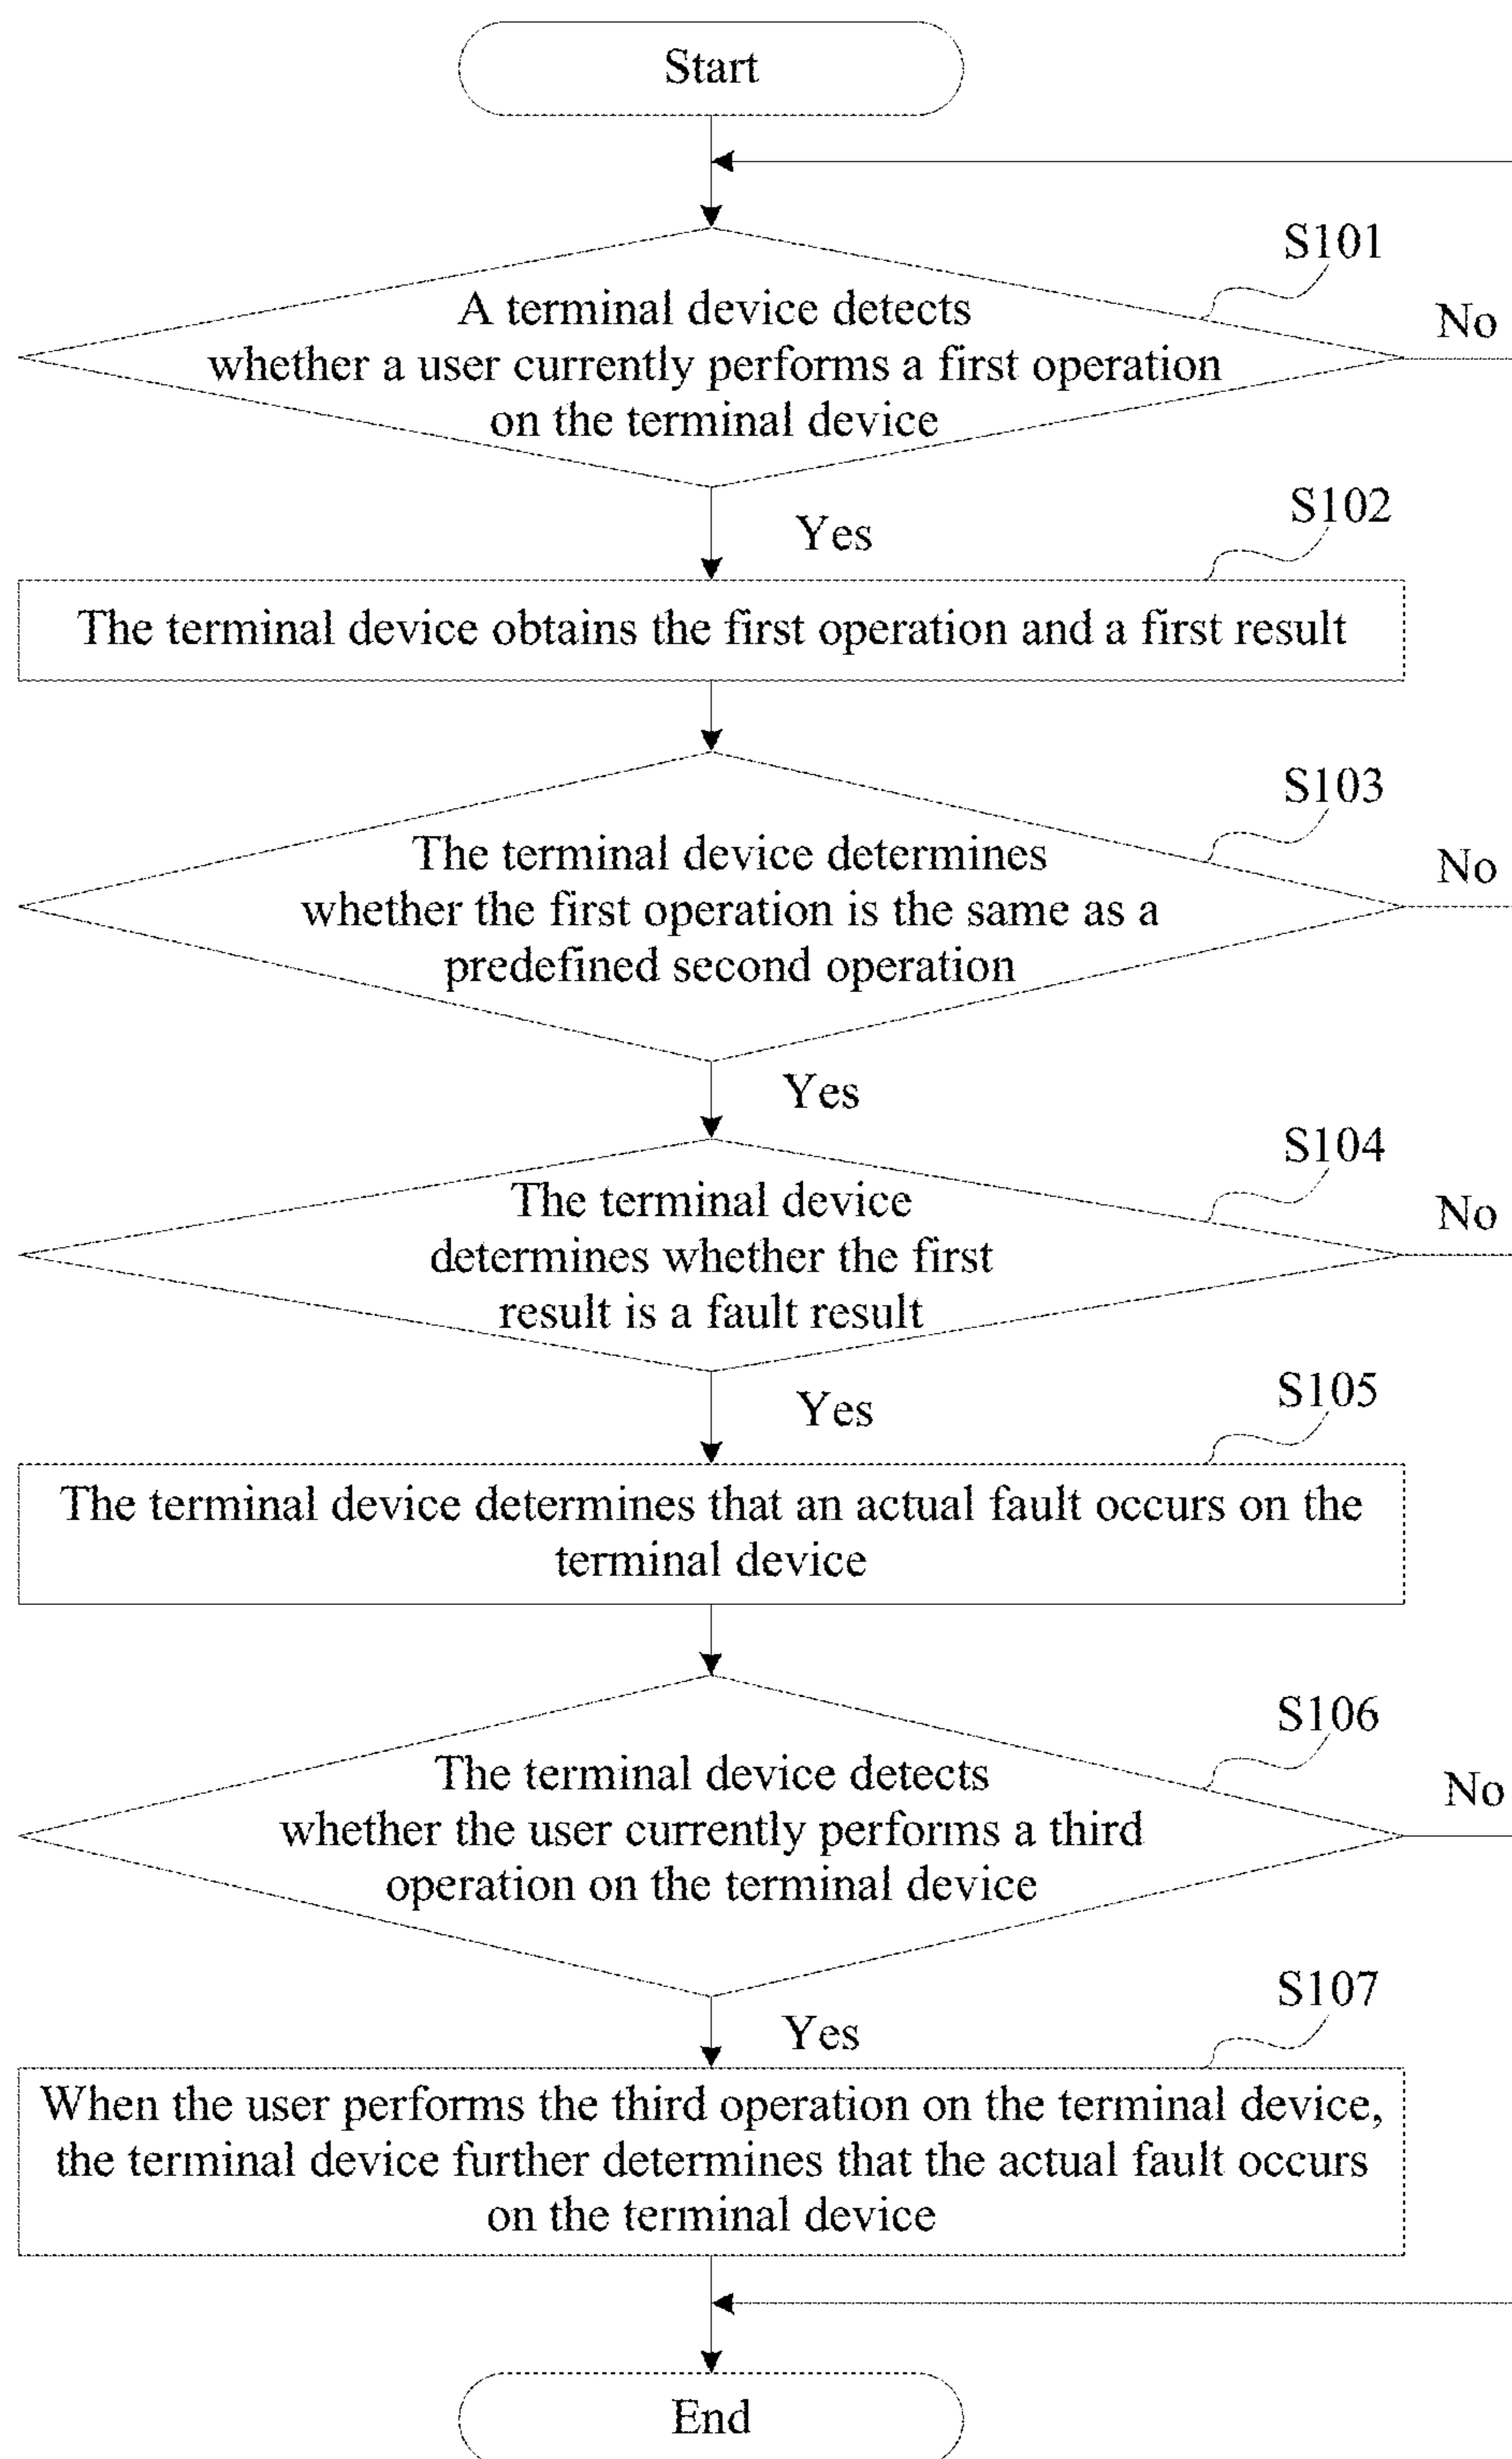 Start
S101
A terminal device detects
whether a user currently performs a first operation
on the terminal device
No
Yes
S102
The terminal device obtains the first operation and a first result
S103
The terminal device determines
whether the first operation is the same as a
predefined second operation
No
Yes
S104
The terminal device
determines whether the first
result is a fault result
No
Yes
S105
The terminal device determines that an actual fault occurs on the
terminal device
S106
The terminal device detects
whether the user currently performs a third
operation on the terminal device
No
Yes
S107
When the user performs the third operation on the terminal device,
the terminal device further determines that the actual fault occurs
on the terminal device
End